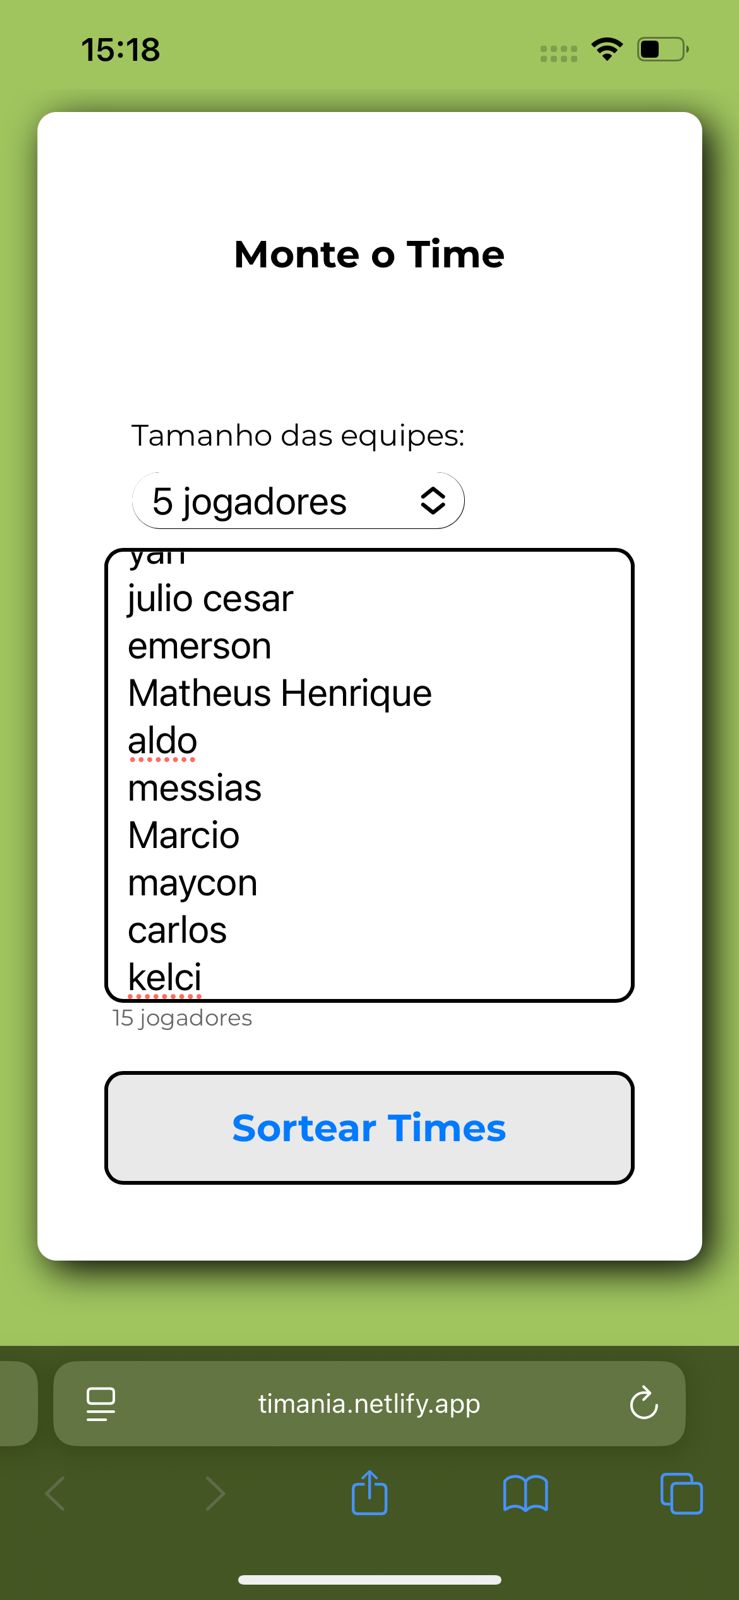 15:18
Monte o Time
Tamanho das equipes:
5 jogadores
yan
julio cesar
emerson
Matheus Henrique
aldo
messias
Marcio
maycon
carlos
kelci
15 jogadores
Sortear Times
timania.netlify.app